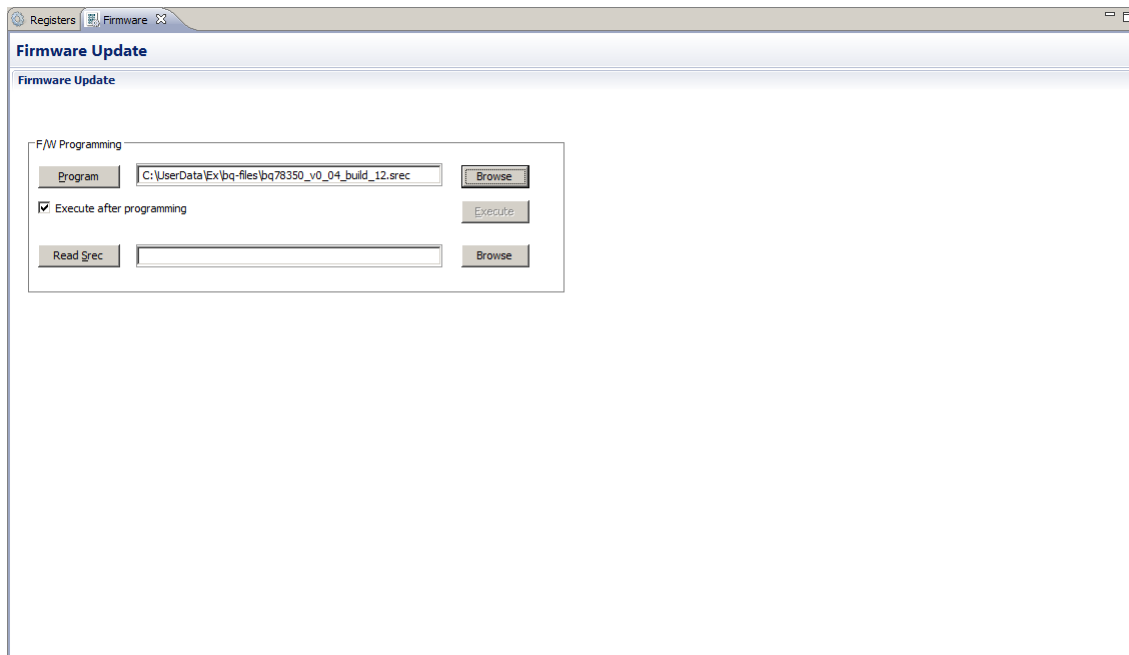 Registers Firmware
Firmware Update
Firmware Update
F/W Programming
Program C:\UserData\Ex\bq-files\bq78350_v0_04_build_12.srec Browse
Execute after programming Execute
Read Srec Browse